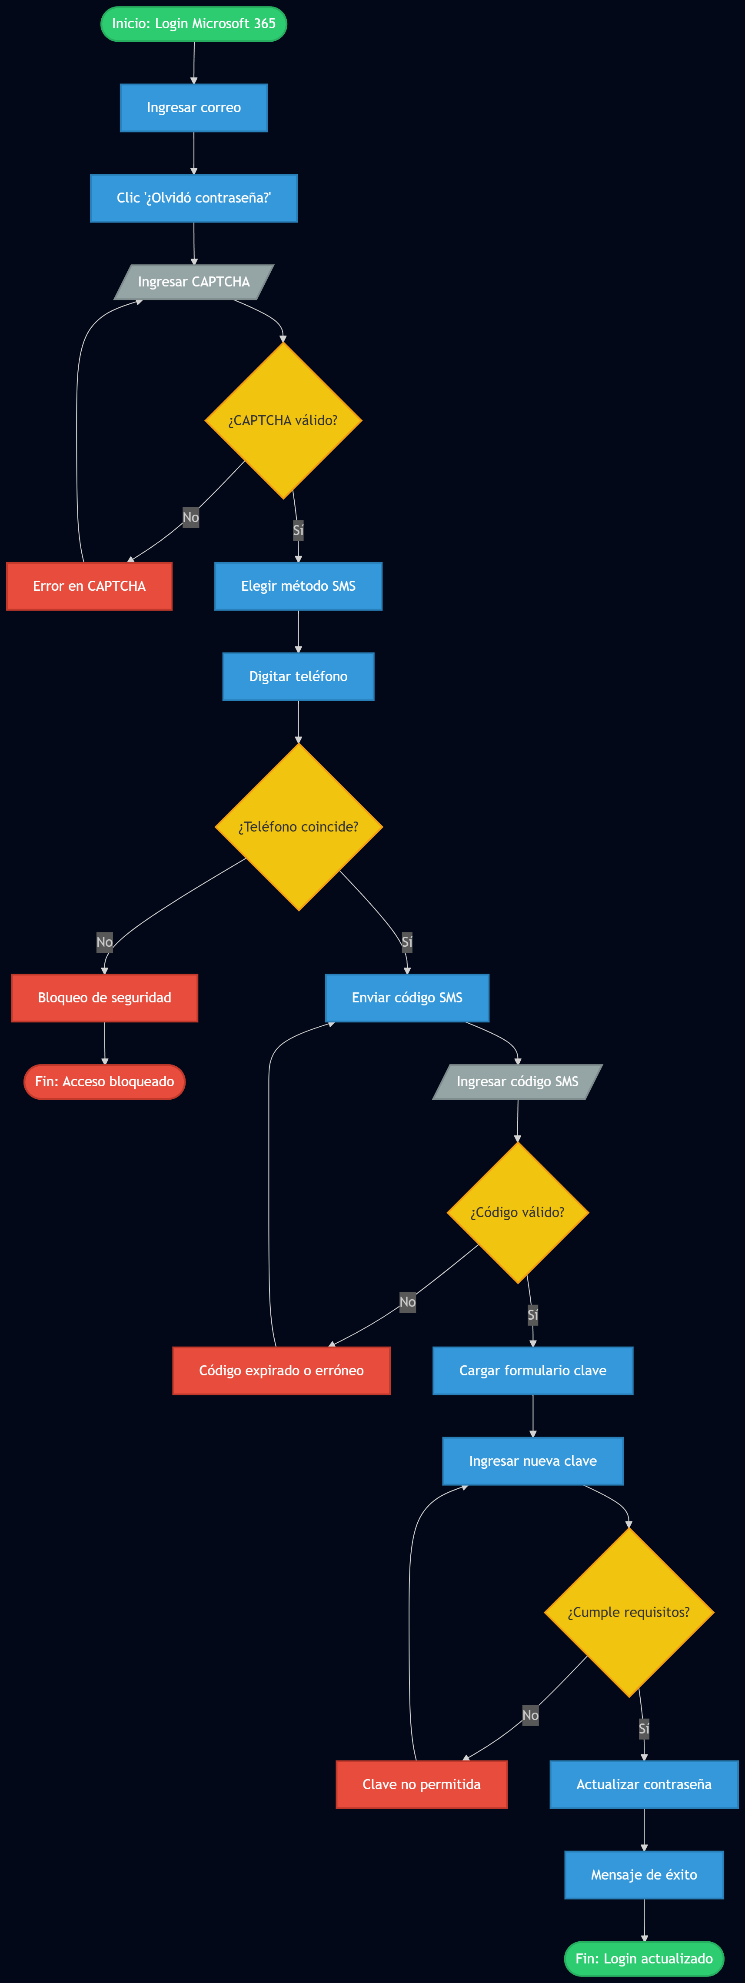 Inicio: Login Microsoft 365
Ingresar correo
Clic '¿Olvidó contraseña?'
Ingresar CAPTCHA
¿CAPTCHA válido?
No
Sí
Error en CAPTCHA
Elegir método SMS
Digitar teléfono
¿Teléfono coincide?
No
Sí
Bloqueo de seguridad
Enviar código SMS
Fin: Acceso bloqueado
Ingresar código SMS
¿Código válido?
No
Sí
Código expirado o erróneo
Cargar formulario clave
Ingresar nueva clave
¿Cumple requisitos?
No
Sí
Clave no permitida
Actualizar contraseña
Mensaje de éxito
Fin: Login actualizado